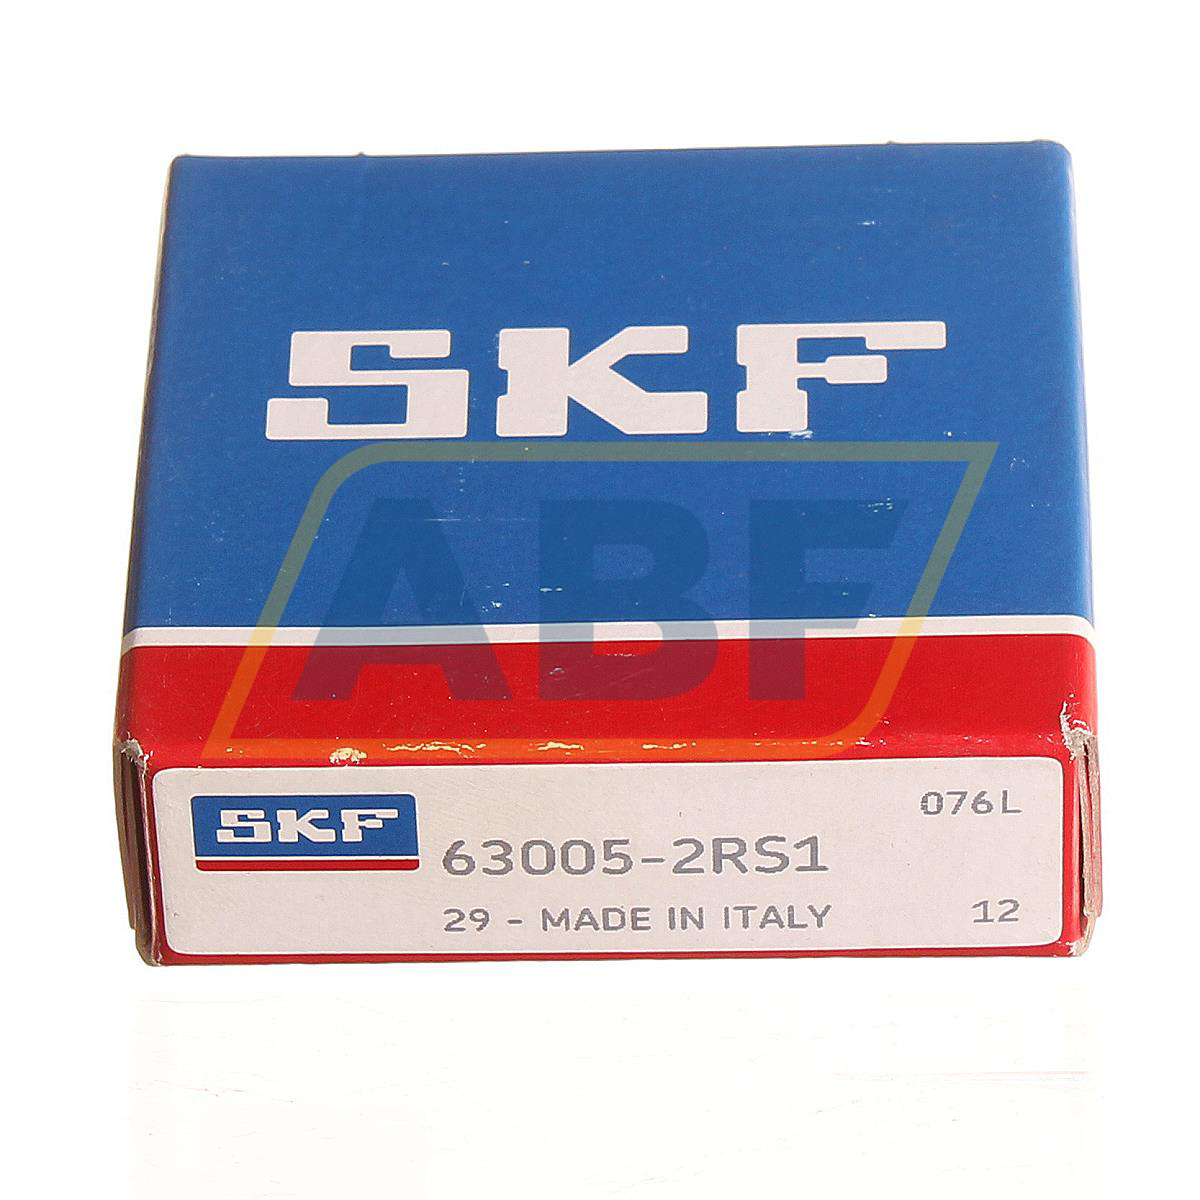 SKF
ABF
SKF
076L
63005-2RS1
29 - MADE IN ITALY
12